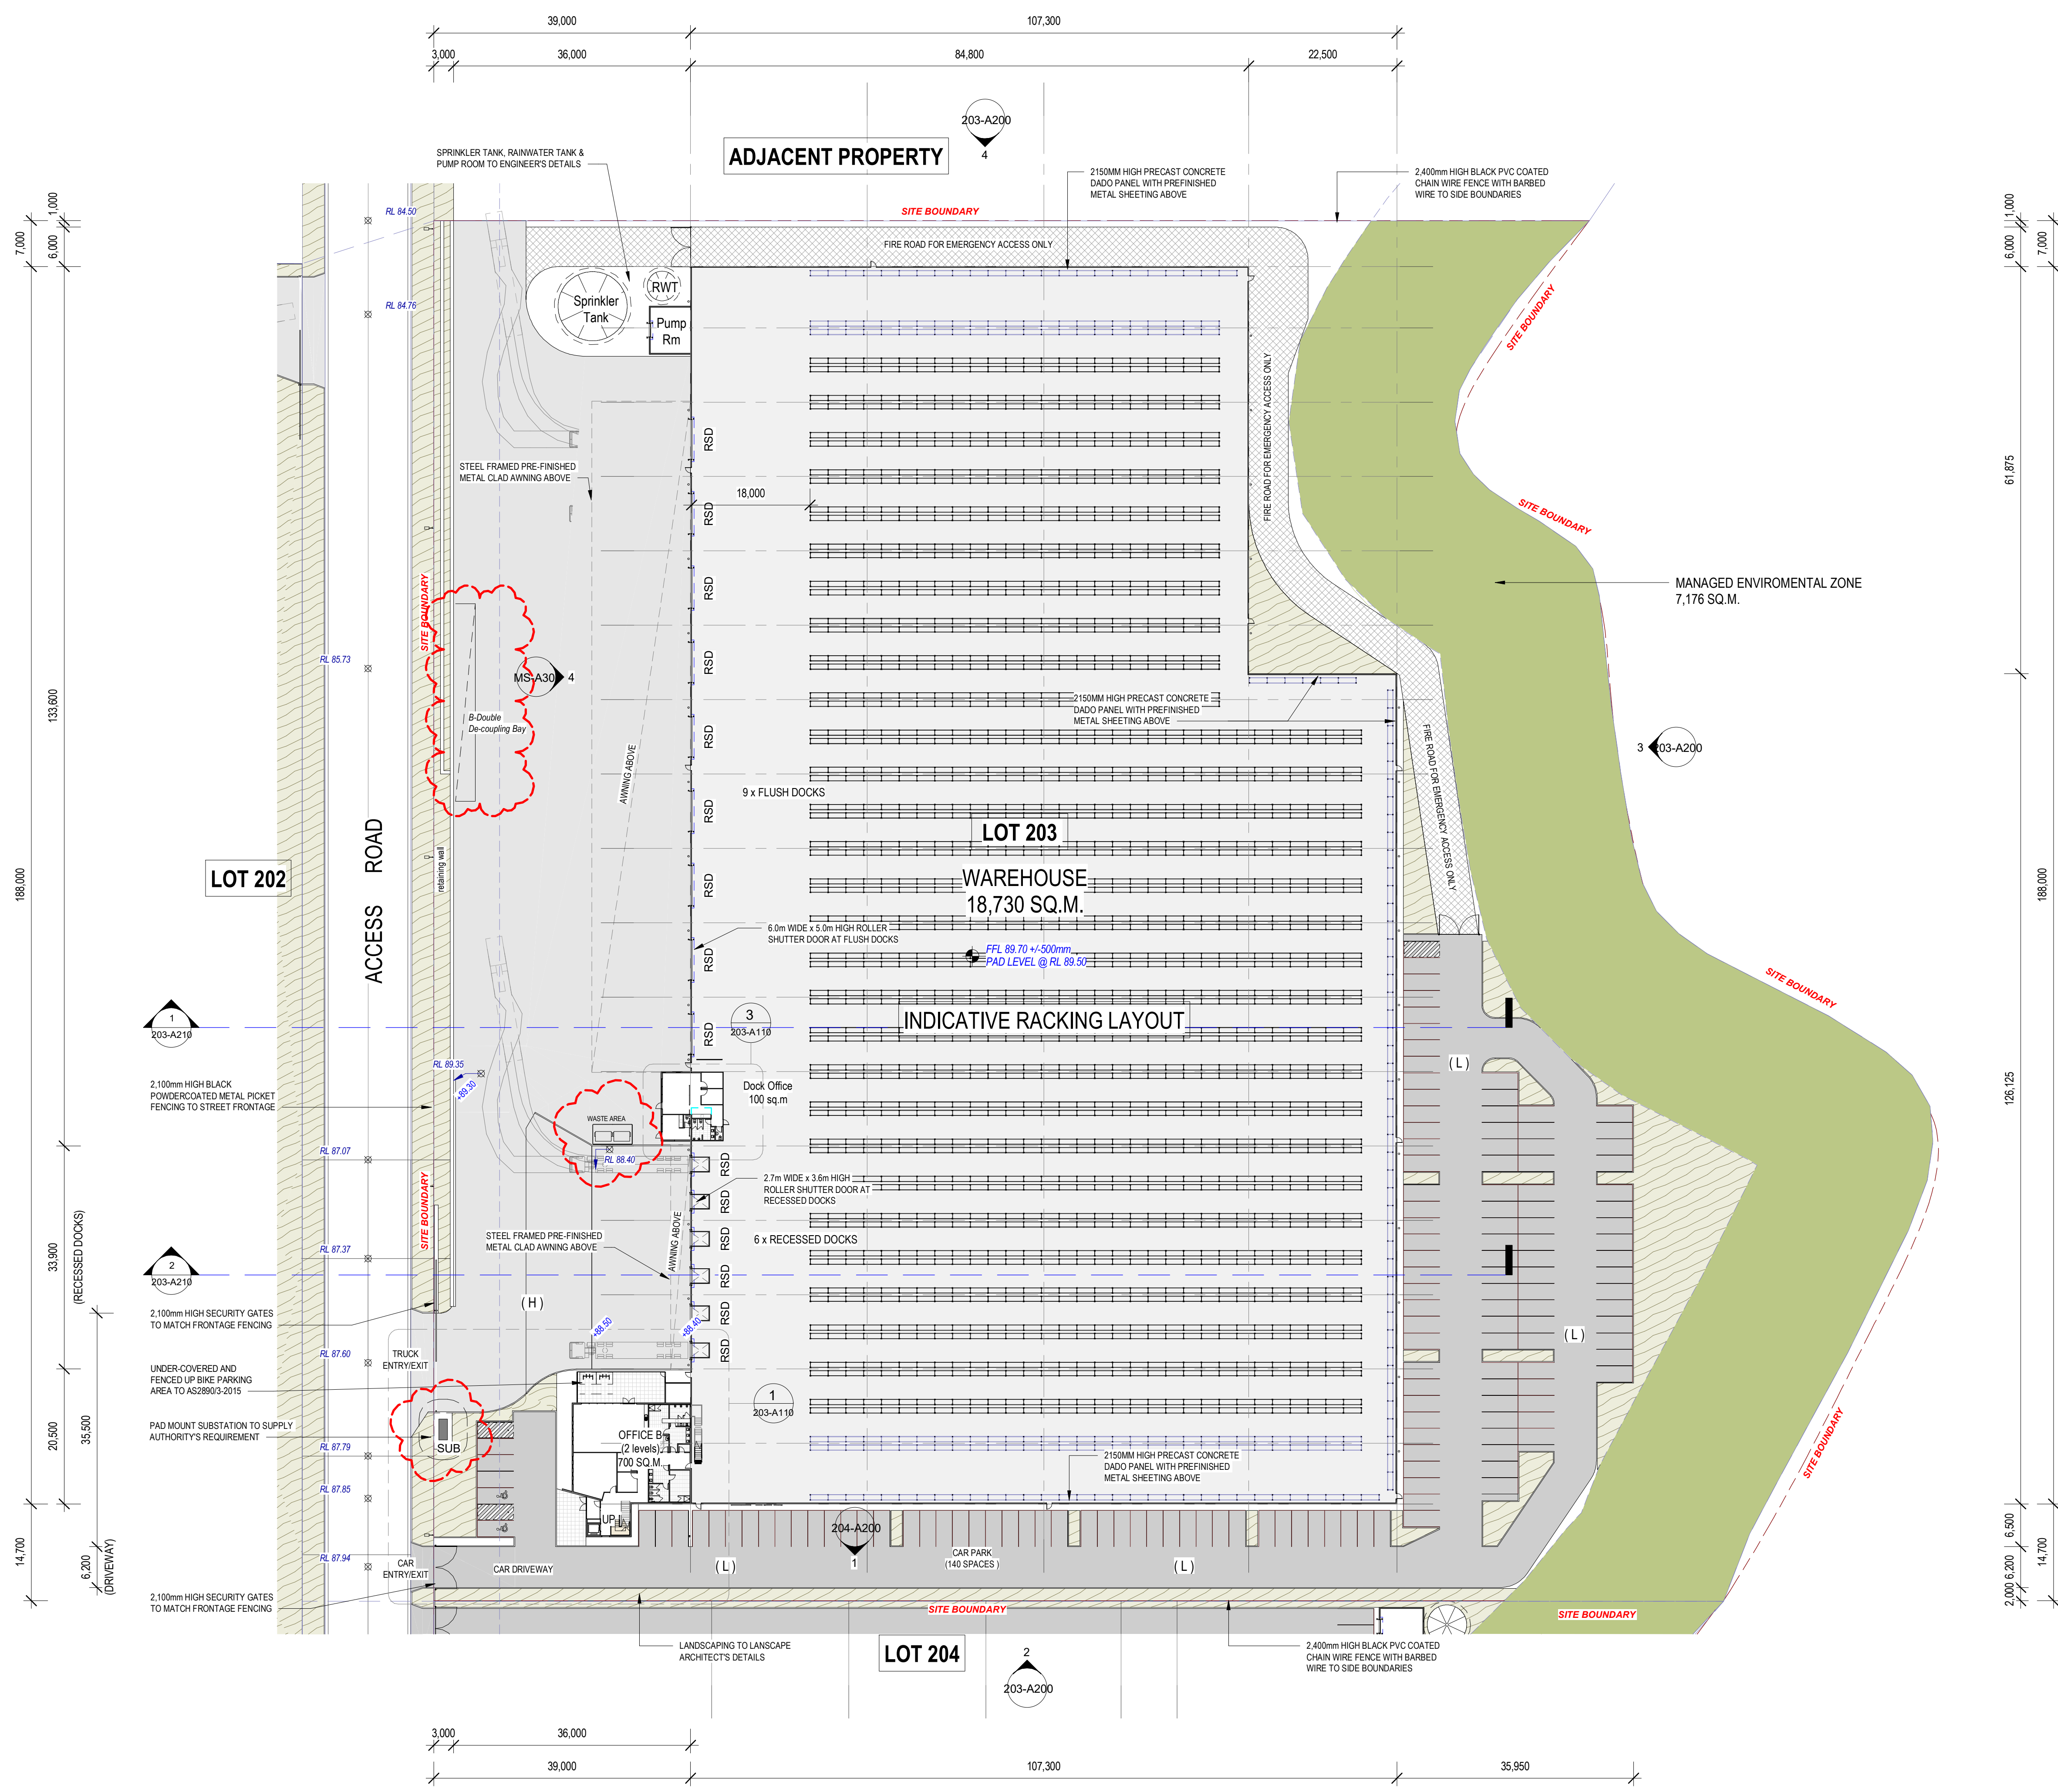 39,000
107,300
3,000
36,000
84,800
22,500
203-A200
4
ADJACENT PROPERTY
SPRINKLER TANK, RAINWATER TANK &
PUMP ROOM TO ENGINEER'S DETAILS
2150MM HIGH PRECAST CONCRETE
DADO PANEL WITH PREFINISHED
METAL SHEETING ABOVE
2,400mm HIGH BLACK PVC COATED
CHAIN WIRE FENCE WITH BARBED
WIRE TO SIDE BOUNDARIES
1,000
7,000
6,000
1,000
6,000
7,000
RL 84.50
SITE BOUNDARY
FIRE ROAD FOR EMERGENCY ACCESS ONLY
RWT
Sprinkler
Tank
Pump
Rm
RL 84.76
SITE BOUNDARY
FIRE ROAD FOR EMERGENCY ACCESS ONLY
RSD
STEEL FRAMED PRE-FINISHED
METAL CLAD AWNING ABOVE
18,000
RSD
61,875
SITE BOUNDARY
SITE BOUNDARY
RSD
MANAGED ENVIROMENTAL ZONE
7,176 SQ.M.
RL 85.73
RSD
MS-A30
4
133,600
B-Double
De-coupling Bay
2150MM HIGH PRECAST CONCRETE
DADO PANEL WITH PREFINISHED
METAL SHEETING ABOVE
RSD
3
203-A200
AWNING ABOVE
9 x FLUSH DOCKS
RSD
FIRE ROAD FOR EMERGENCY ACCESS ONLY
LOT 203
ACCESS ROAD
retaining wall
LOT 202
188,000
188,000
WAREHOUSE
18,730 SQ.M.
RSD
6.0m WIDE x 5.0m HIGH ROLLER
SHUTTER DOOR AT FLUSH DOCKS
FFL 89.70 +/-500mm
PAD LEVEL @ RL 89.50
RSD
SITE BOUNDARY
1
203-A210
3
203-A110
INDICATIVE RACKING LAYOUT
RSD
RL 89.35
+89.30
( L )
2,100mm HIGH BLACK
POWDERCOATED METAL PICKET
FENCING TO STREET FRONTAGE
Dock Office
100 sq.m
126,125
WASTE AREA
RL 88.40
RL 87.07
RSD
2.7m WIDE x 3.6m HIGH
ROLLER SHUTTER DOOR AT
RECESSED DOCKS
RSD
SITE BOUNDARY
STEEL FRAMED PRE-FINISHED
METAL CLAD AWNING ABOVE
AWNING ABOVE
RSD
6 x RECESSED DOCKS
33,900
(RECESSED DOCKS)
RL 87.37
2
203-A210
RSD
( H )
RSD
2,100mm HIGH SECURITY GATES
TO MATCH FRONTAGE FENCING
+88.50
+88.40
( L )
RSD
RL 87.60
TRUCK
ENTRY/EXIT
UNDER-COVERED AND
FENCED UP BIKE PARKING
AREA TO AS2890/3-2015
1
203-A110
PAD MOUNT SUBSTATION TO SUPPLY
AUTHORITY'S REQUIREMENT
SUB
20,500
35,500
RL 87.79
OFFICE B
(2 levels)
700 SQ.M.
SITE BOUNDARY
2150MM HIGH PRECAST CONCRETE
DADO PANEL WITH PREFINISHED
METAL SHEETING ABOVE
RL 87.85
UP
204-A200
1
6,500
14,700
6,200
(DRIVEWAY)
RL 87.94
CAR
ENTRY/EXIT
CAR DRIVEWAY
( L )
CAR PARK
(140 SPACES )
( L )
6,200
14,700
2,000
2,100mm HIGH SECURITY GATES
TO MATCH FRONTAGE FENCING
SITE BOUNDARY
SITE BOUNDARY
LANDSCAPING TO LANSCAPE
ARCHITECT'S DETAILS
LOT 204
2
203-A200
2,400mm HIGH BLACK PVC COATED
CHAIN WIRE FENCE WITH BARBED
WIRE TO SIDE BOUNDARIES
3,000
36,000
39,000
107,300
35,950